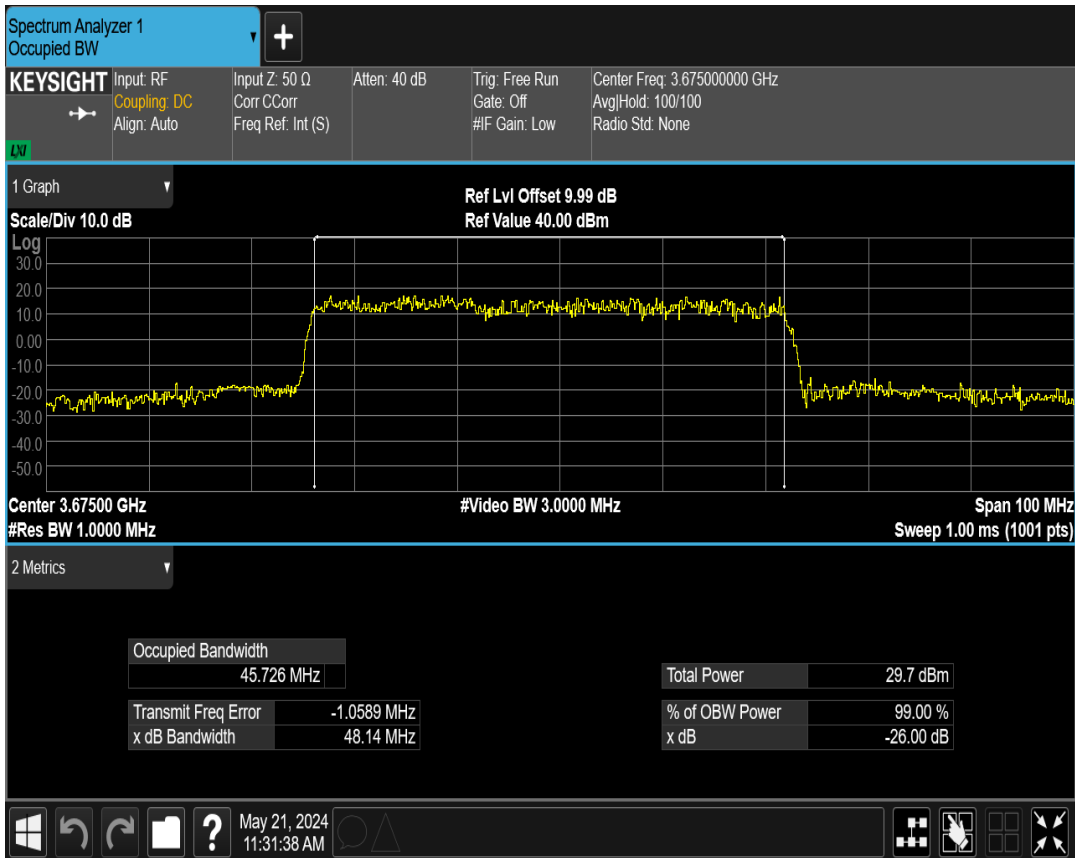 Spectrum Analyzer 1
Occupied BW
+
KEYSIGHT
LXI
Input: RF
Coupling: DC
Align: Auto
Input Z: 50 Ω
Corr CCorr
Freq Ref: Int (S)
Atten: 40 dB
Trig: Free Run
Gate: Off
#IF Gain: Low
Center Freq: 3.675000000 GHz
Avg|Hold: 100/100
Radio Std: None
1 Graph
Scale/Div 10.0 dB
Ref Lvl Offset 9.99 dB
Ref Value 40.00 dBm
Log
30.0
20.0
10.0
0.00
-10.0
-20.0
-30.0
-40.0
-50.0
Center 3.67500 GHz
#Video BW 3.0000 MHz
Span 100 MHz
#Res BW 1.0000 MHz
Sweep 1.00 ms (1001 pts)
2 Metrics
Occupied Bandwidth
45.726 MHz
Transmit Freq Error -1.0589 MHz
x dB Bandwidth 48.14 MHz
Total Power 29.7 dBm
% of OBW Power 99.00 %
x dB -26.00 dB
?
May 21, 2024
11:31:38 AM